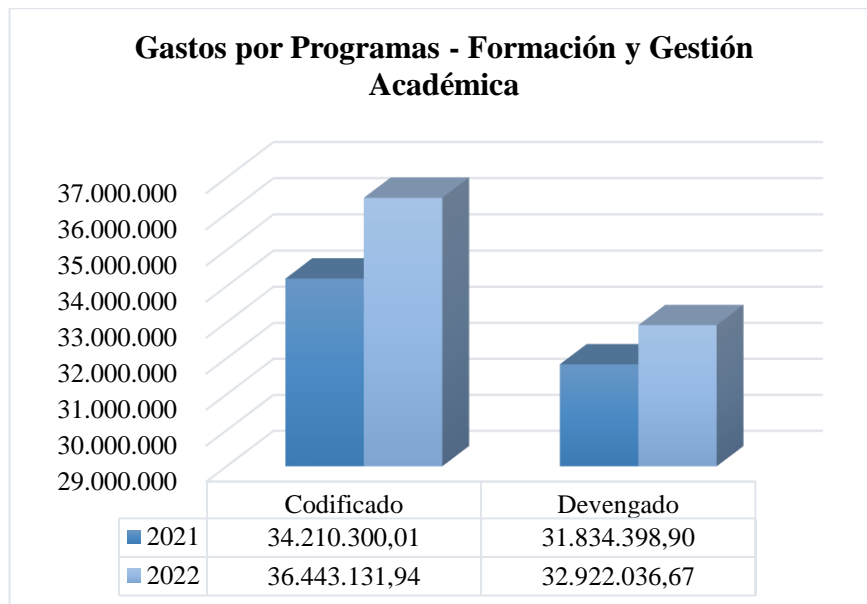 Gastos por Programas - Formación y Gestión
Académica
37.000.000
36.000.000
35.000.000
34.000.000
33.000.000
32.000.000
31.000.000
30.000.000
29.000.000
Codificado Devengado
2021 34.210.300,01 31.834.398,90
2022 36.443.131,94 32.922.036,67